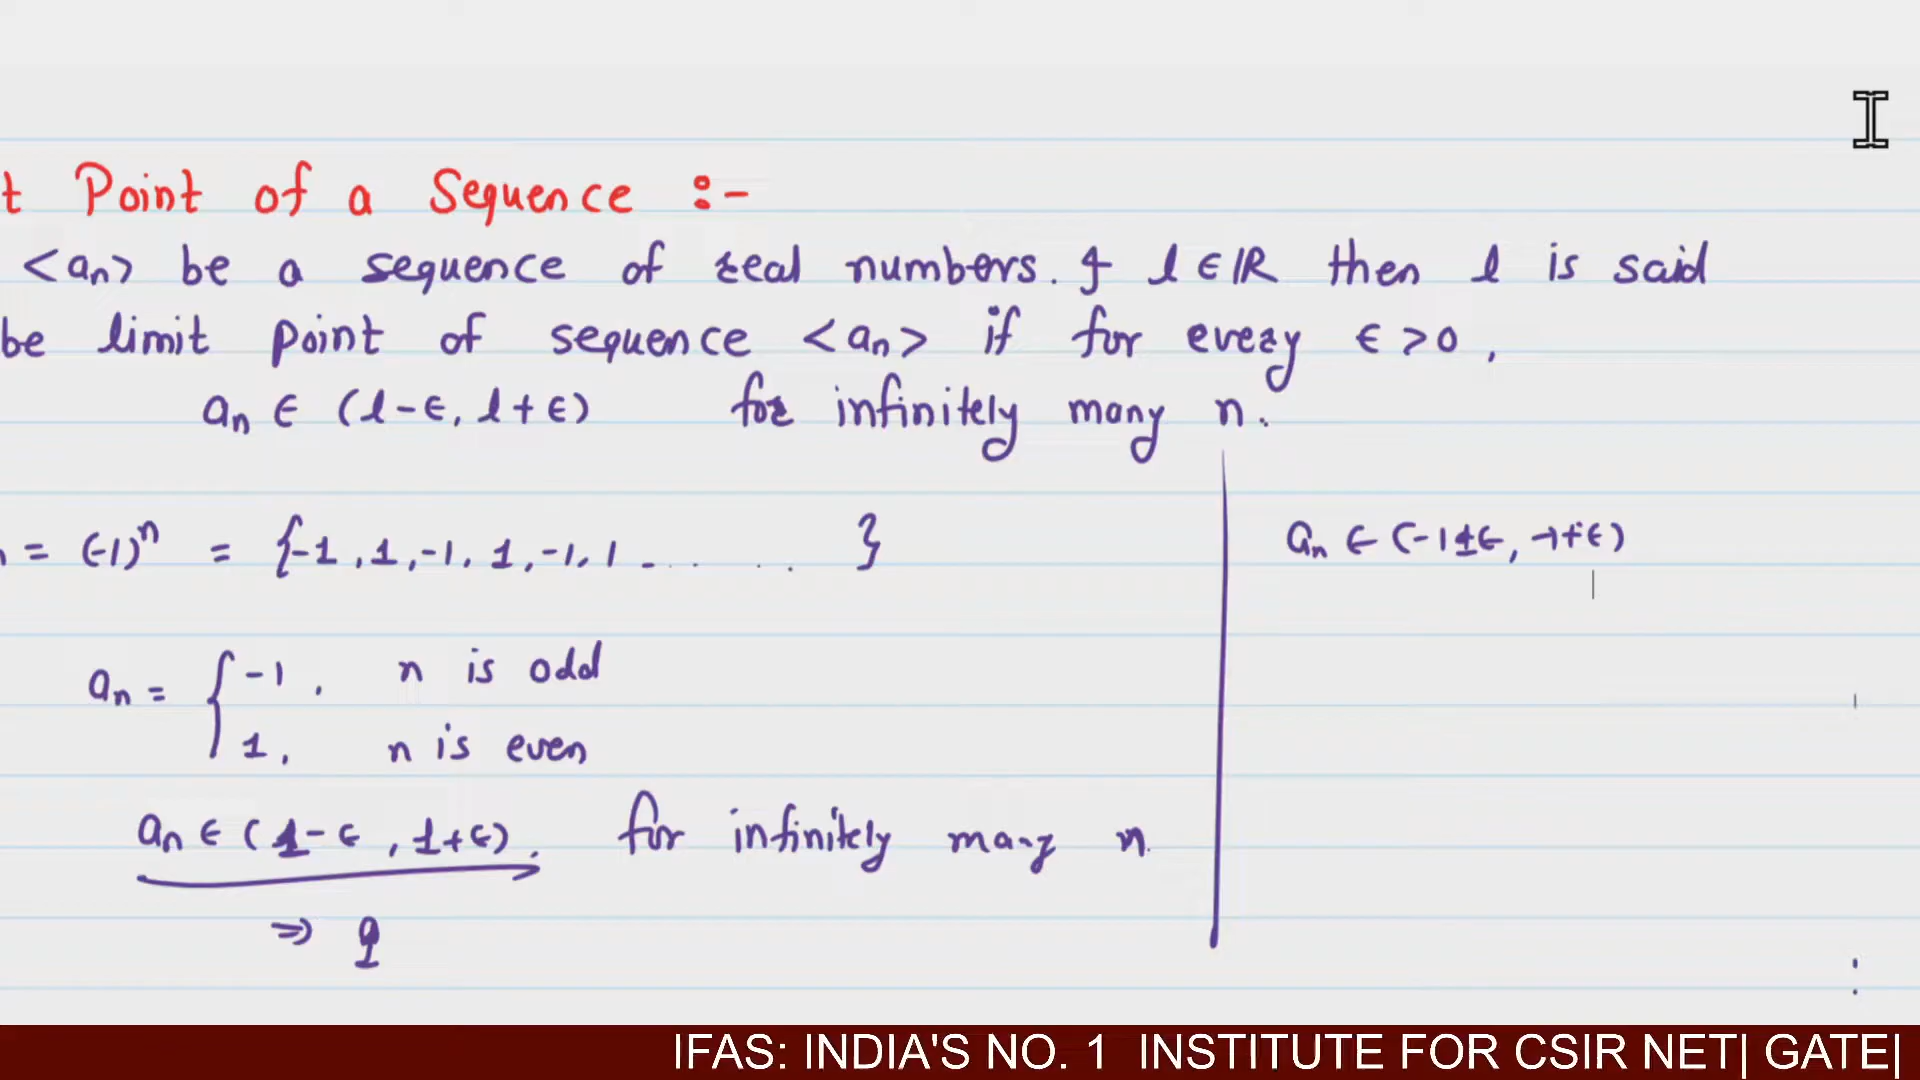 t Point of a Sequence :-
<an> be a sequence of real numbers. If l ∈ IR then l is said
be limit point of sequence <an> if for every ϵ > 0 ,
an ∈ (l-ϵ, l+ϵ) for infinitely many n.
= (-1)^n = {-1, 1, -1, 1, -1, 1 - . . . . . }
an = { -1 , n is odd
1 , n is even
an ∈ (1-ϵ , 1+ϵ). for infinitely many n.
⇒ 1
an ∈ (-1-ϵ, -1+ϵ)
IFAS: INDIA'S NO. 1 INSTITUTE FOR CSIR NET| GATE|